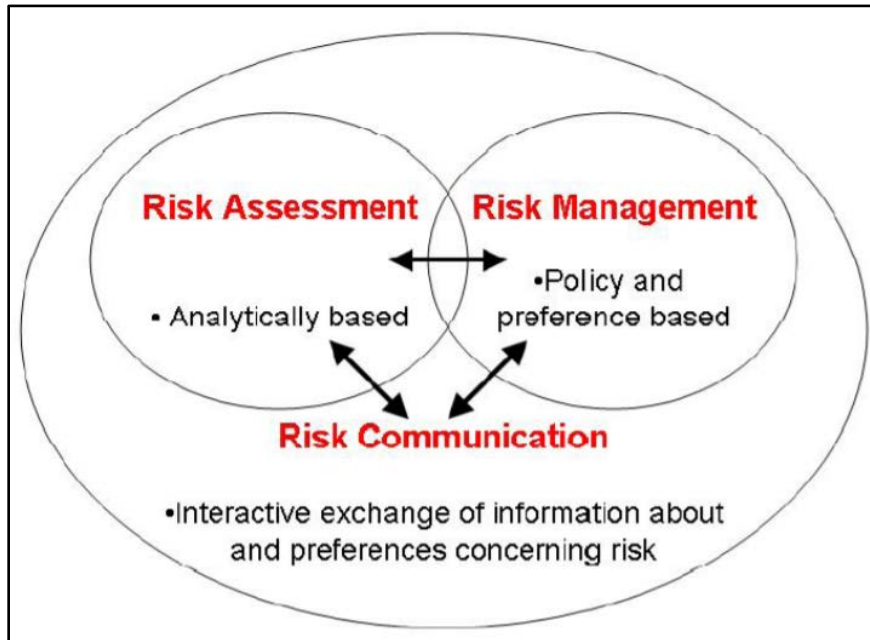 Risk Assessment
Risk Management
• Analytically based
•Policy and
preference based
Risk Communication
•Interactive exchange of information about
and preferences concerning risk